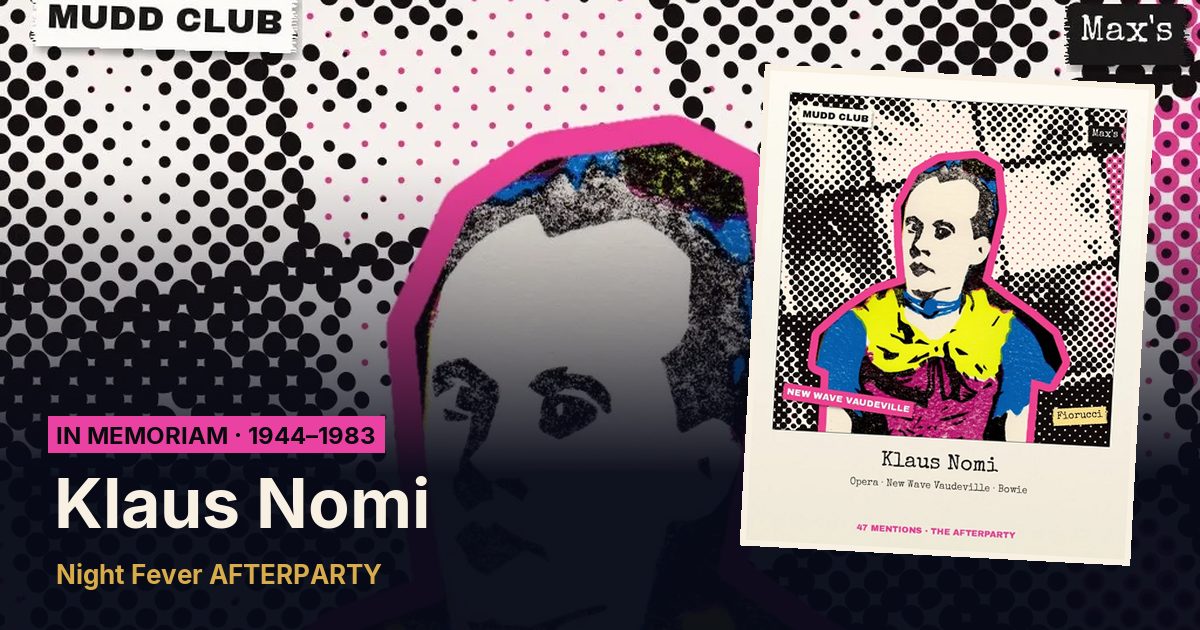 MUDD CLUB
Max's
MUDD CLUB
Max's
NEW WAVE VAUDEVILLE
Fiorucci
Klaus Nomi
Opera · New Wave Vaudeville · Bowie
47 MENTIONS · THE AFTERPARTY
IN MEMORIAM · 1944–1983
Klaus Nomi
Night Fever AFTERPARTY